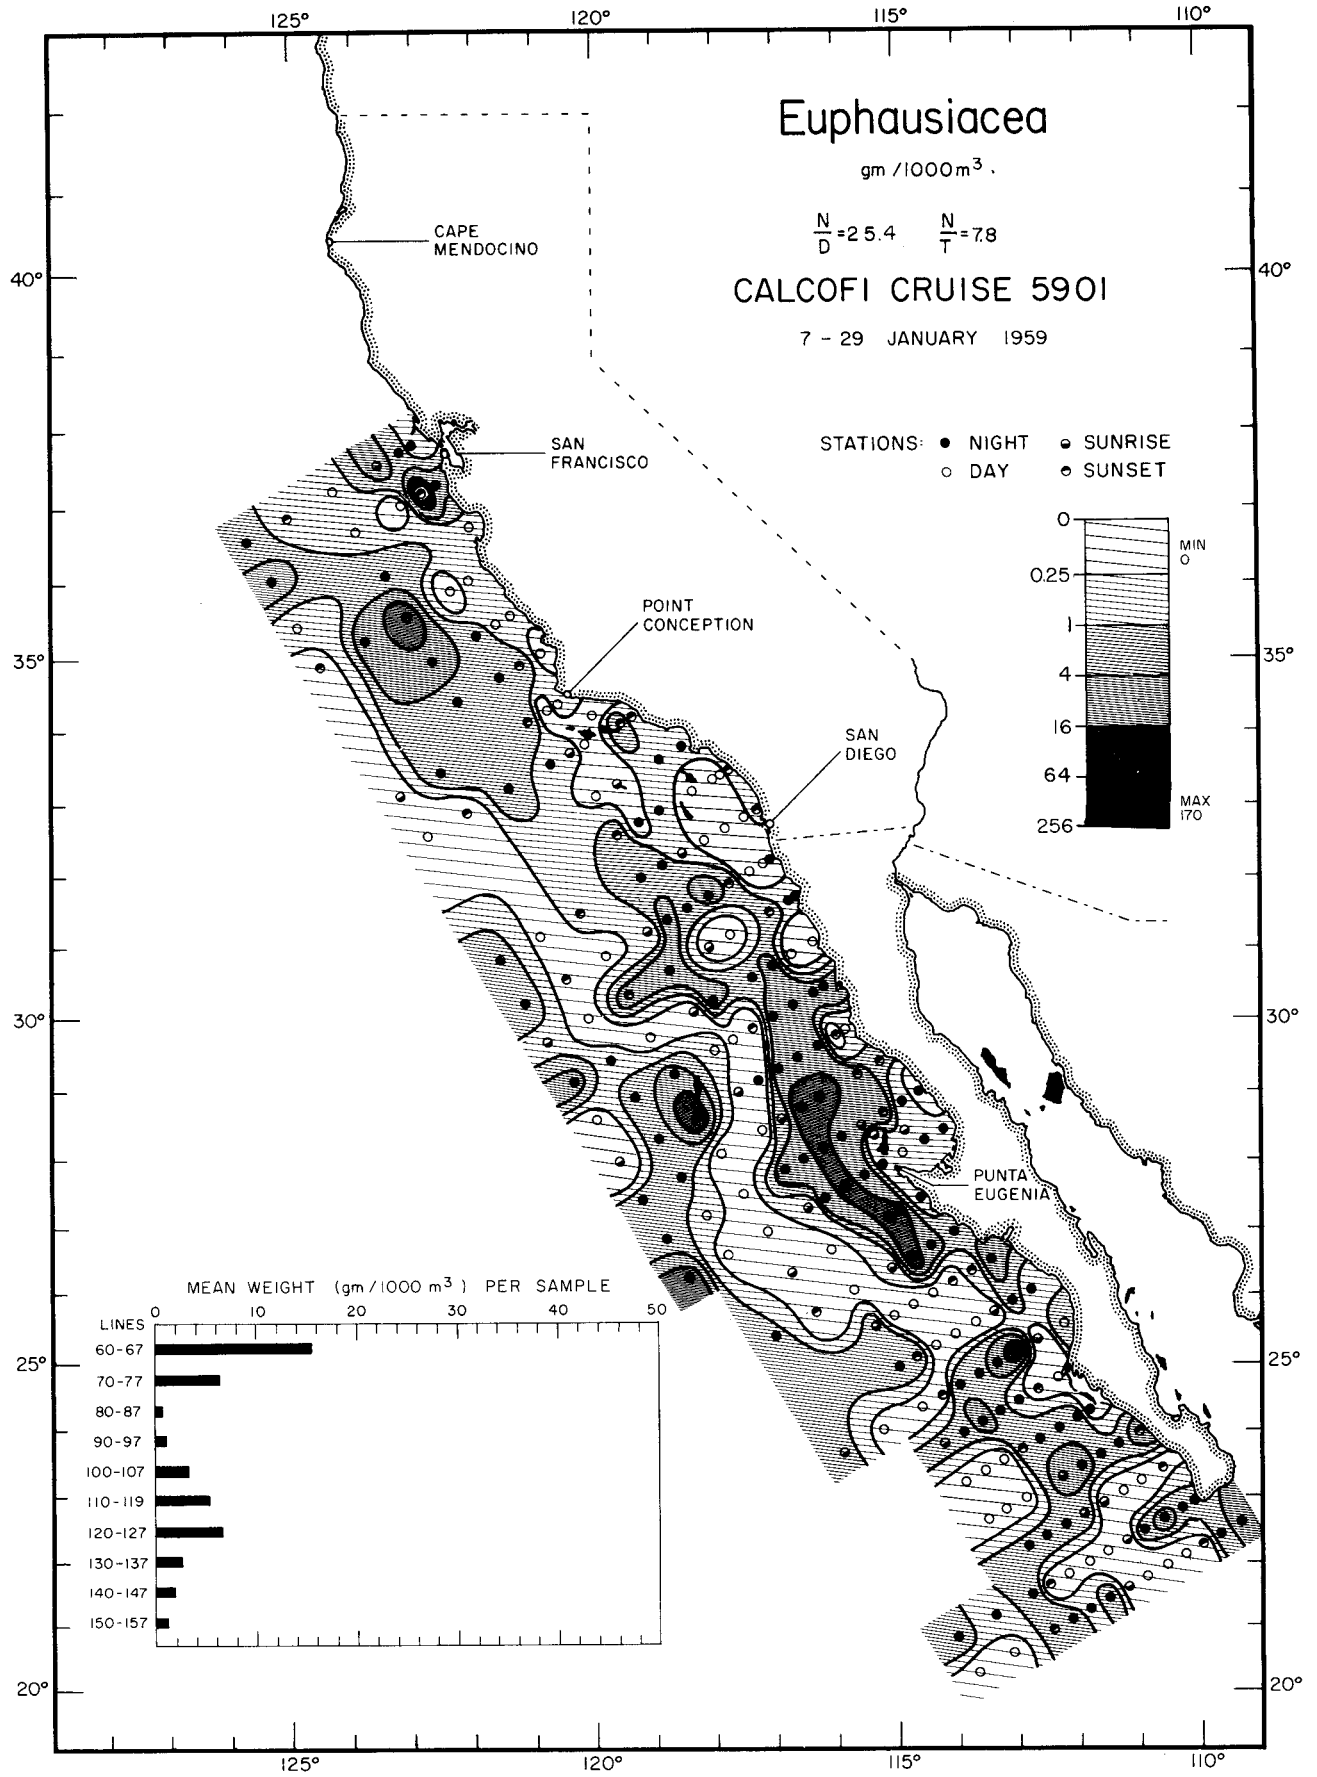 125° 120° 115° 110°
Euphausiacea
gm/1000m³.
N/D=25.4 N/T=7.8
CAPE
MENDOCINO
40° 40°
CALCOFI CRUISE 5901
7 - 29 JANUARY 1959
SAN
FRANCISCO
STATIONS: NIGHT SUNRISE
DAY SUNSET
0
MIN
0
0.25
1
4
16
64
MAX
170
256
POINT
CONCEPTION
35° 35°
SAN
DIEGO
30° 30°
PUNTA
EUGENIA
MEAN WEIGHT (gm/1000 m³) PER SAMPLE
0 10 20 30 40 50
LINES
60-67
70-77
80-87
90-97
100-107
110-119
120-127
130-137
140-147
150-157
25° 25°
20° 20°
125° 120° 115° 110°